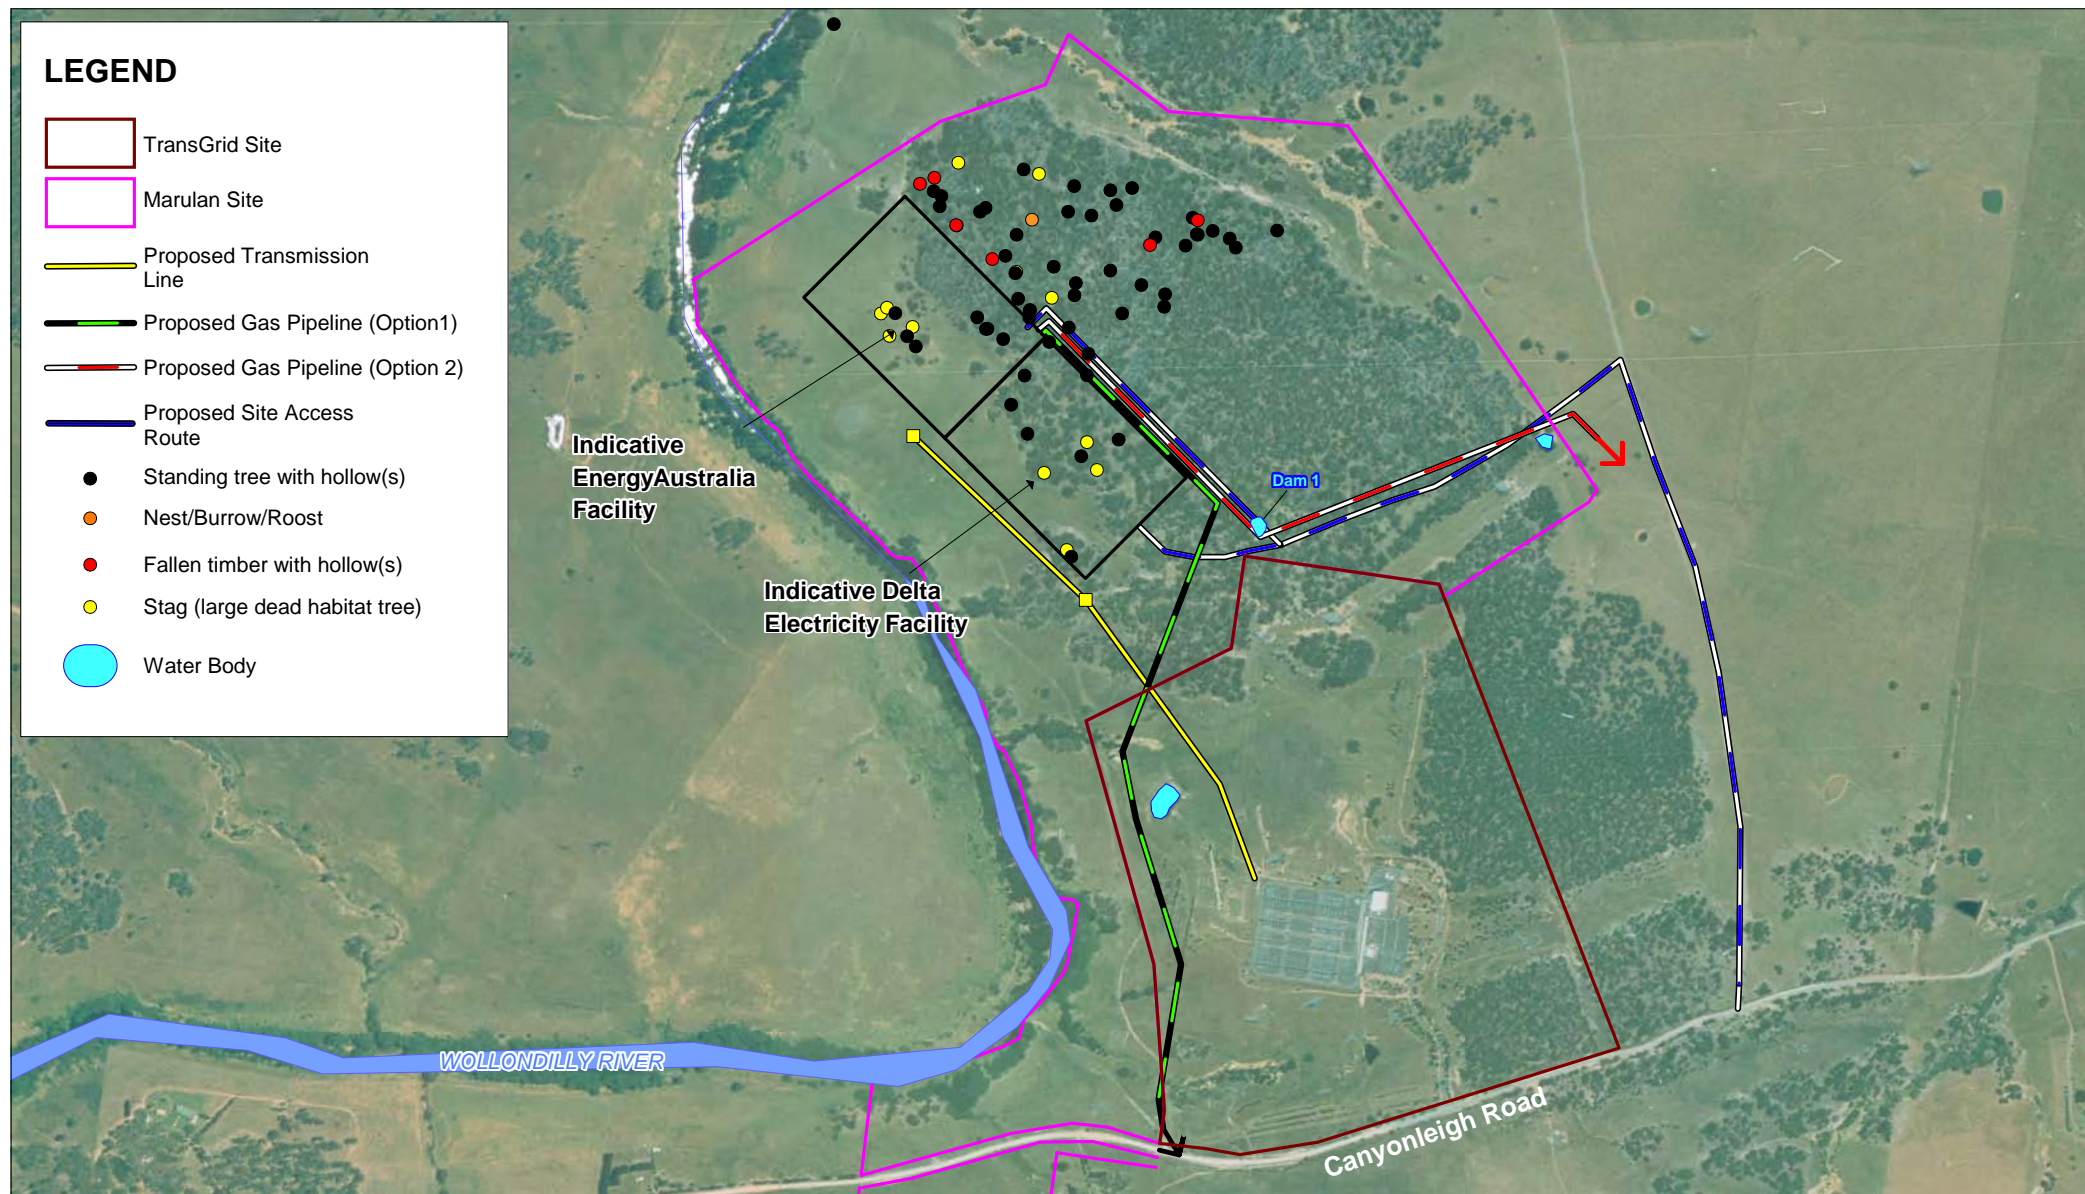 LEGEND
TransGrid Site
Marulan Site
Proposed Transmission
Line
Proposed Gas Pipeline (Option1)
Proposed Gas Pipeline (Option 2)
Proposed Site Access
Route
Standing tree with hollow(s)
Nest/Burrow/Roost
Fallen timber with hollow(s)
Stag (large dead habitat tree)
Water Body
Indicative
EnergyAustralia
Facility
Dam 1
Indicative Delta
Electricity Facility
WOLLONDILLY RIVER
Canyonleigh Road